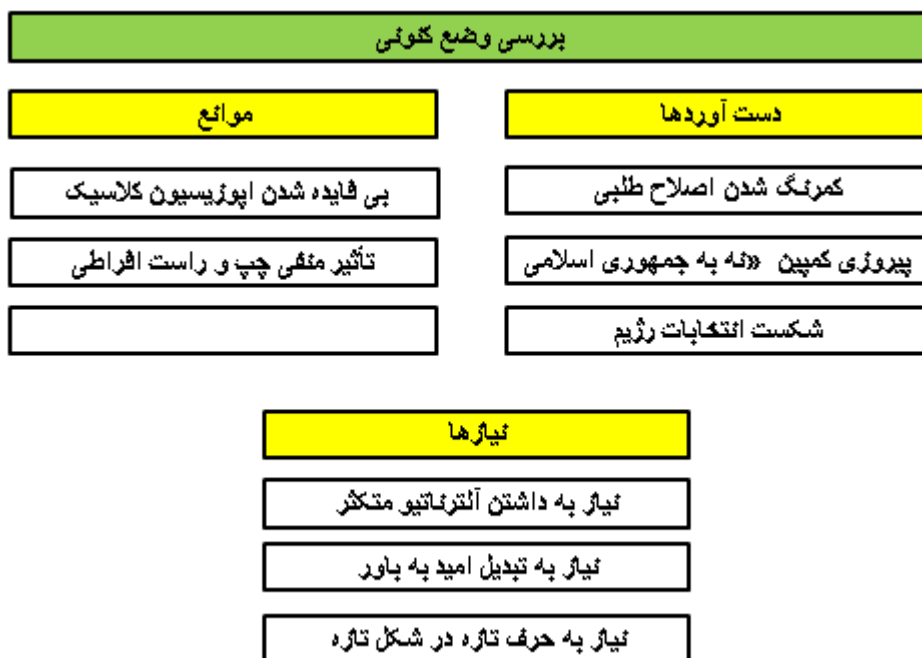 بررسی وضع کنونی
دست آوردها
موانع
کمرنگ شدن اصلاح طلبی
بی فایده شدن اپوزیسیون کلاسیک
پیروزی کمپین «نه به جمهوری اسلامی
تأثیر منفی چپ و راست افراطی
شکست انتخابات رژیم
نیازها
نیاز به داشتن آلترناتیو متکثر
نیاز به تبدیل امید به باور
نیاز به حرف تازه در شکل تازه